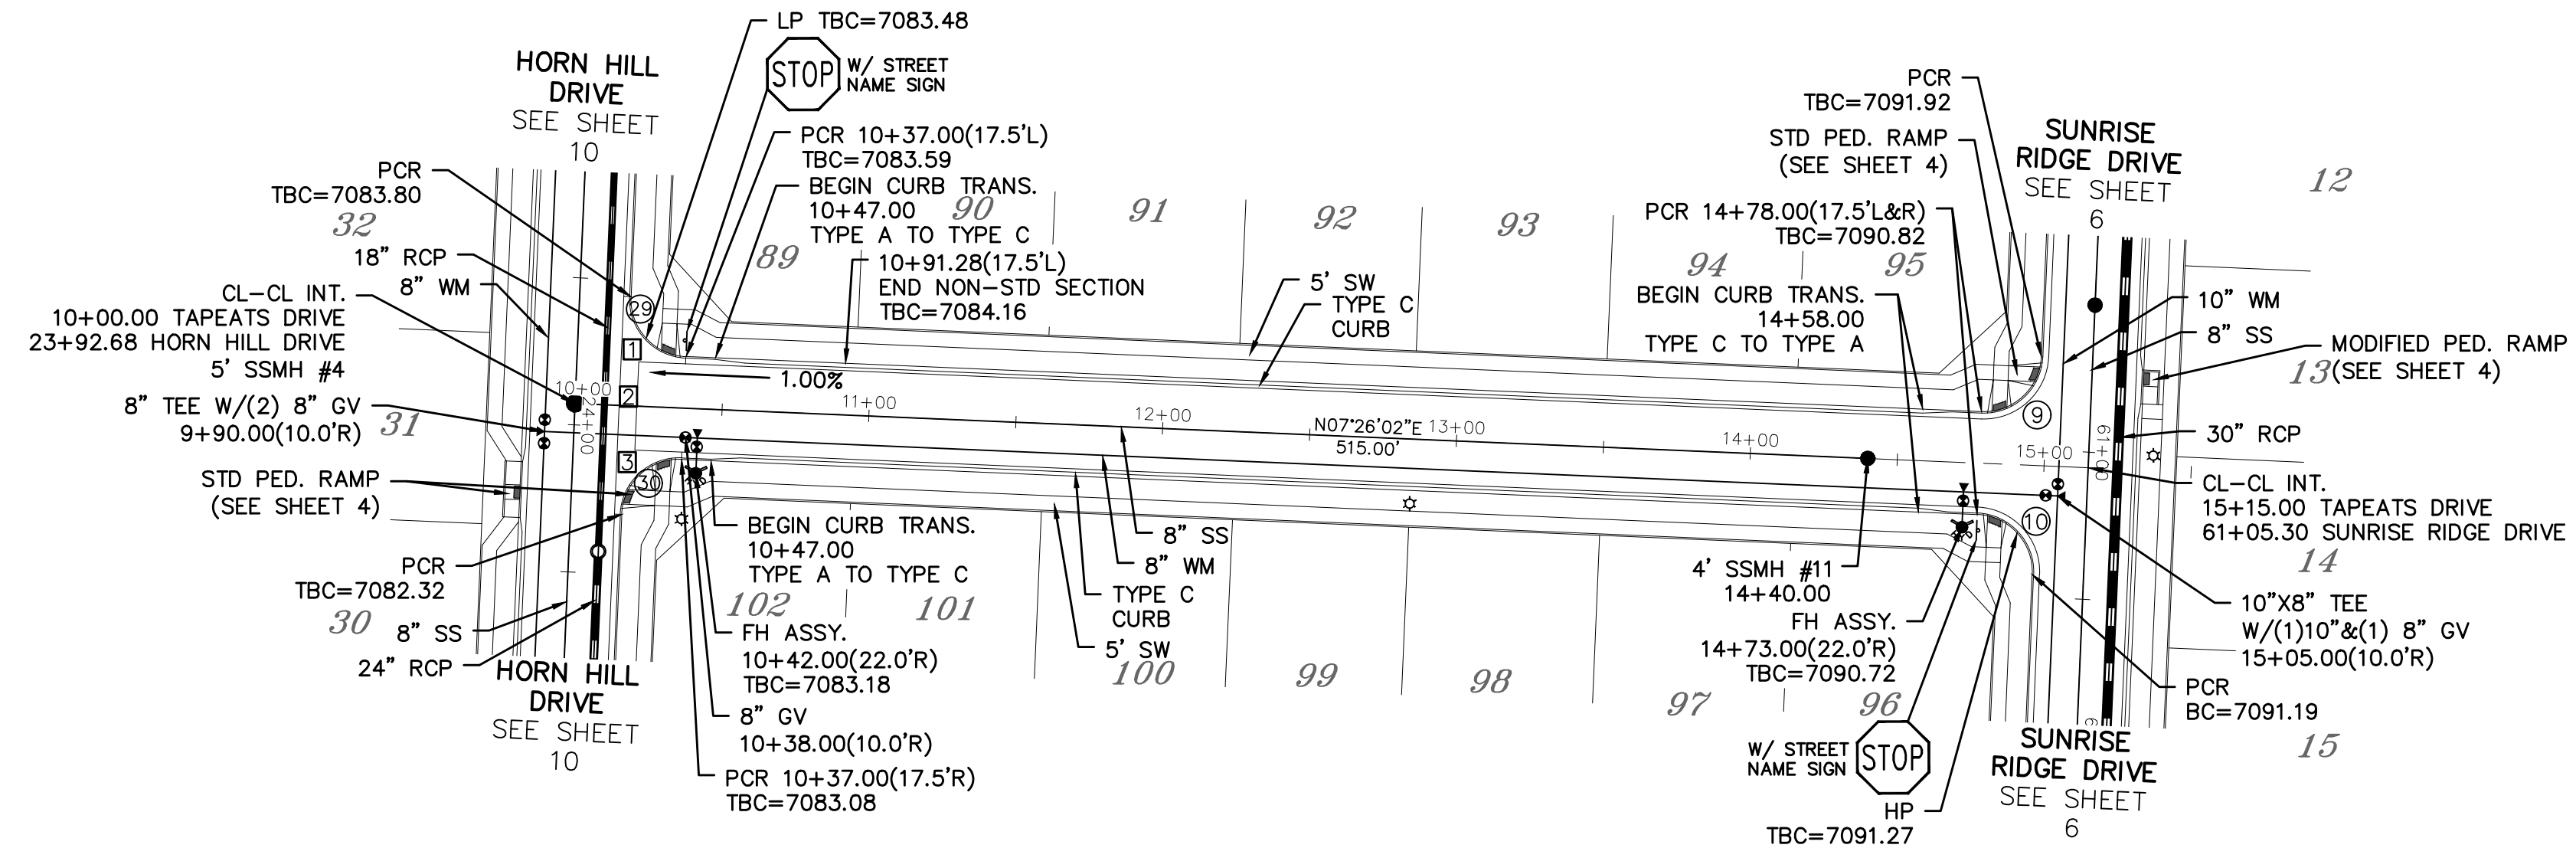 LP TBC=7083.48
STOP
W/ STREET
NAME SIGN
HORN HILL
DRIVE
SEE SHEET
10
PCR
TBC=7083.80
32
18" RCP
8" WM
CL-CL INT.
10+00.00 TAPEATS DRIVE
23+92.68 HORN HILL DRIVE
5' SSMH #4
8" TEE W/(2) 8" GV
9+90.00(10.0'R)
31
STD PED. RAMP
(SEE SHEET 4)
PCR
TBC=7082.32
30
8" SS
24" RCP
HORN HILL
DRIVE
SEE SHEET
10
PCR 10+37.00(17.5'L)
TBC=7083.59
BEGIN CURB TRANS.
10+47.00
TYPE A TO TYPE C
10+91.28(17.5'L)
END NON-STD SECTION
TBC=7084.16
89
90
91
92
93
94
95
29
1
2
3
30
10+00
24+00
1.00%
11+00
12+00
N07°26'02"E
515.00'
13+00
14+00
15+00
61+00
5' SW
TYPE C
CURB
BEGIN CURB TRANS.
10+47.00
TYPE A TO TYPE C
102
101
100
99
98
97
96
FH ASSY.
10+42.00(22.0'R)
TBC=7083.18
8" GV
10+38.00(10.0'R)
PCR 10+37.00(17.5'R)
TBC=7083.08
8" SS
8" WM
TYPE C
CURB
5' SW
PCR
TBC=7091.92
STD PED. RAMP
(SEE SHEET 4)
PCR 14+78.00(17.5'L&R)
TBC=7090.82
BEGIN CURB TRANS.
14+58.00
TYPE C TO TYPE A
9
10
4' SSMH #11
14+40.00
FH ASSY.
14+73.00(22.0'R)
TBC=7090.72
W/ STREET
NAME SIGN
STOP
HP
TBC=7091.27
SUNRISE
RIDGE DRIVE
SEE SHEET
6
12
10" WM
8" SS
MODIFIED PED. RAMP
(SEE SHEET 4)
13
30" RCP
CL-CL INT.
15+15.00 TAPEATS DRIVE
61+05.30 SUNRISE RIDGE DRIVE
14
10"X8" TEE
W/(1)10"&(1) 8" GV
15+05.00(10.0'R)
PCR
BC=7091.19
15
6
SUNRISE
RIDGE DRIVE
SEE SHEET
6